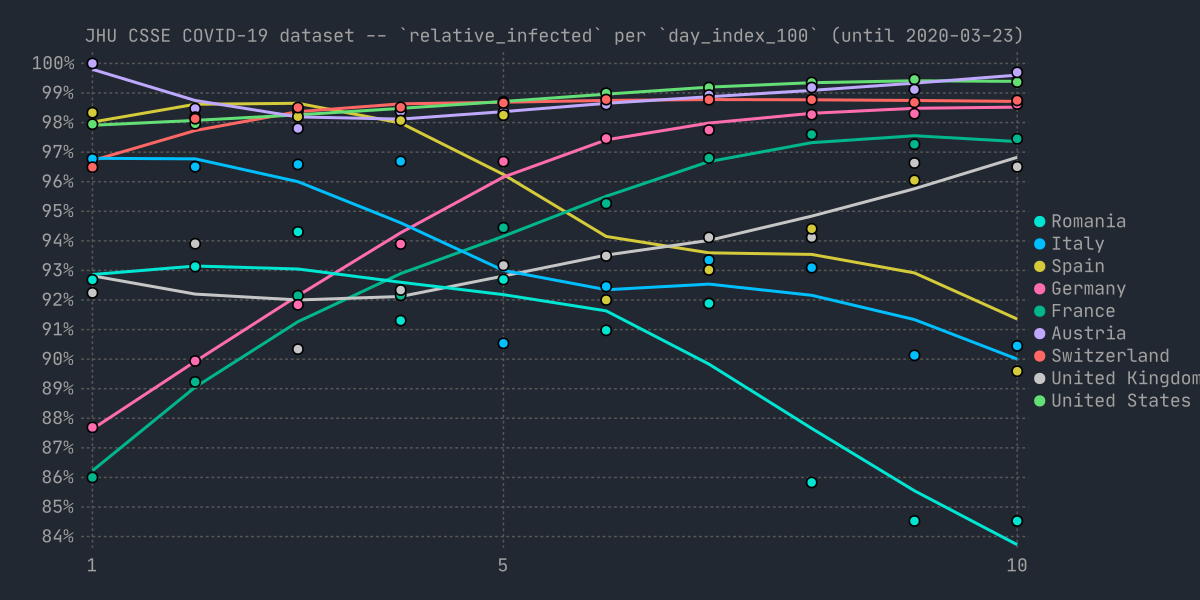 JHU CSSE COVID-19 dataset -- `relative_infected` per `day_index_100` (until 2020-03-23)
100%
99%
98%
97%
96%
95%
94%
93%
92%
91%
90%
89%
88%
87%
86%
85%
84%
1
5
10
Romania
Italy
Spain
Germany
France
Austria
Switzerland
United Kingdom
United States